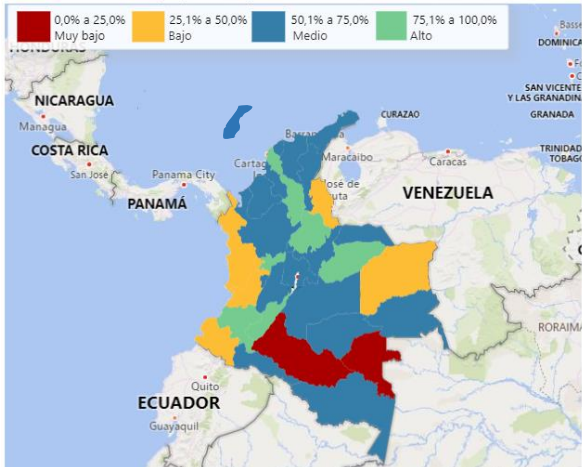 0,0% a 25,0%
Muy bajo
25,1% a 50,0%
Bajo
50,1% a 75,0%
Medio
75,1% a 100,0%
Alto
HONDURAS
NICARAGUA
Managua
COSTA RICA
San José
PANAMÁ
Panama City
CURAZAO
Maracaibo
Caracas
VENEZUELA
DOMINICA
SAN VICENTE
Y LAS GRANADIN
GRANADA
TRINIDAD
TOBAGO
RORAIMA
Quito
ECUADOR
Guayaquil